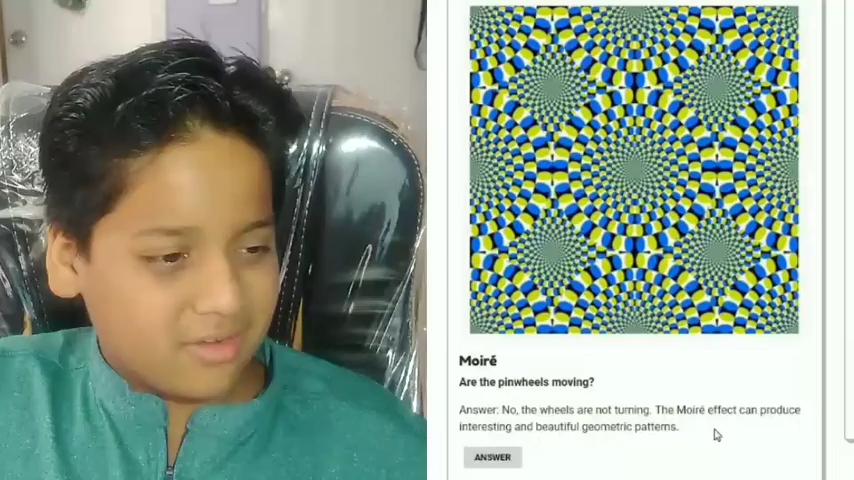 Moiré
Are the pinwheels moving?
Answer: No, the wheels are not turning. The Moiré effect can produce
interesting and beautiful geometric patterns.
ANSWER